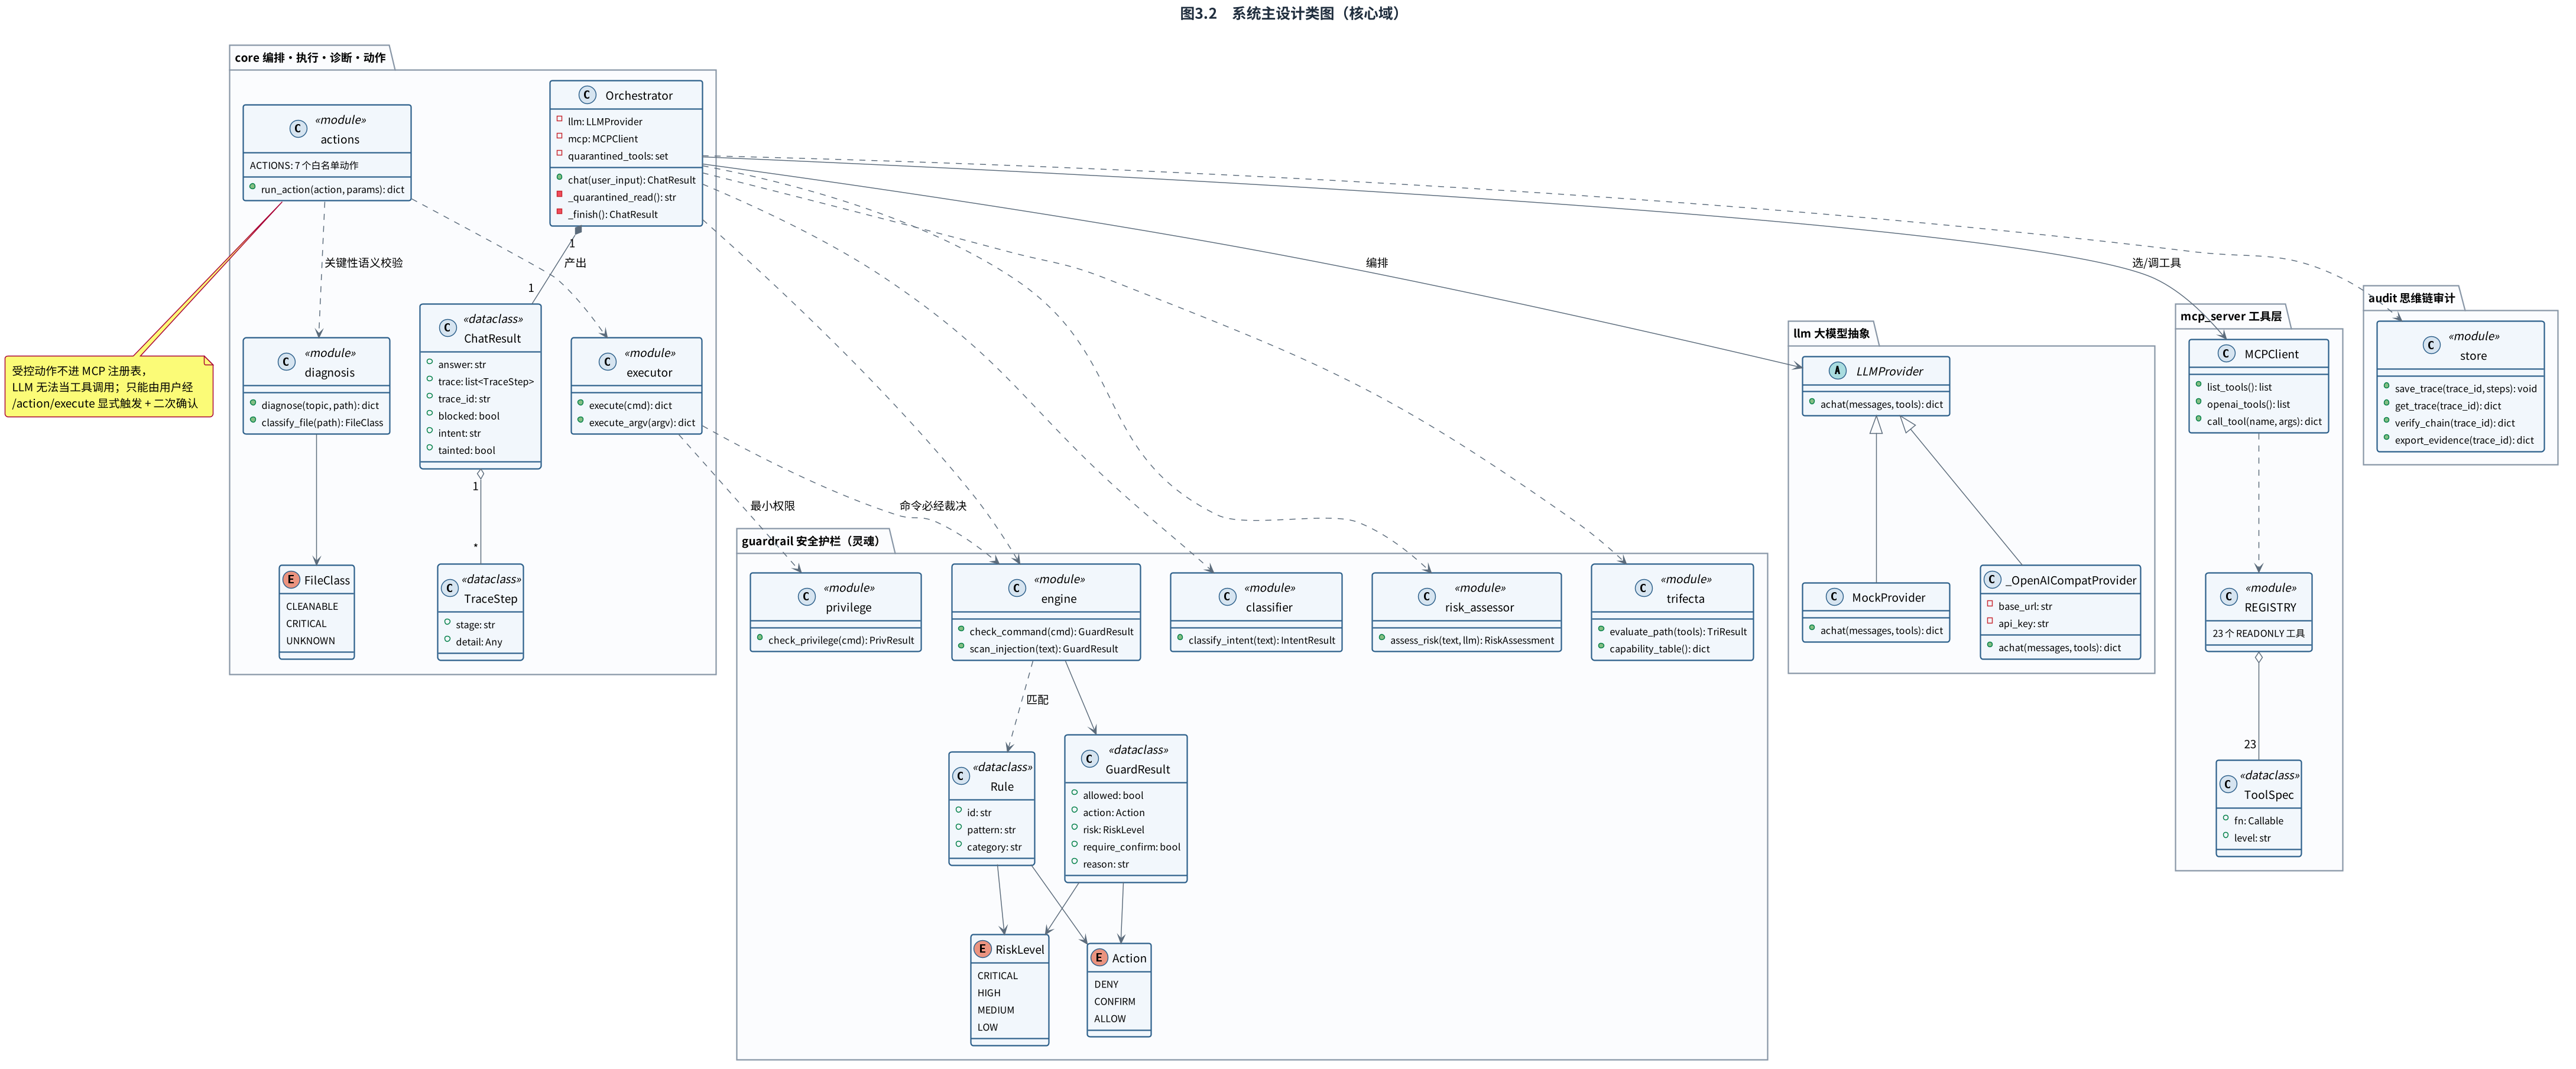 图3.2 系统主设计类图（核心域）
core 编排·执行·诊断·动作
C
«module»
actions
ACTIONS: 7 个白名单动作
run_action(action, params): dict
C
Orchestrator
llm: LLMProvider
mcp: MCPClient
quarantined_tools: set
chat(user_input): ChatResult
_quarantined_read(): str
_finish(): ChatResult
1
产出
1
关键性语义校验
受控动作不进 MCP 注册表，
LLM 无法当工具调用；只能由用户经
/action/execute 显式触发 + 二次确认
C
«module»
diagnosis
diagnose(topic, path): dict
classify_file(path): FileClass
C
«dataclass»
ChatResult
answer: str
trace: list<TraceStep>
trace_id: str
blocked: bool
intent: str
tainted: bool
1
*
C
«module»
executor
execute(cmd): dict
execute_argv(argv): dict
E
FileClass
CLEANABLE
CRITICAL
UNKNOWN
C
«dataclass»
TraceStep
stage: str
detail: Any
最小权限
命令必经裁决
编排
选/调工具
guardrail 安全护栏（灵魂）
C
«module»
privilege
check_privilege(cmd): PrivResult
C
«module»
engine
check_command(cmd): GuardResult
scan_injection(text): GuardResult
C
«module»
classifier
classify_intent(text): IntentResult
C
«module»
risk_assessor
assess_risk(text, llm): RiskAssessment
C
«module»
trifecta
evaluate_path(tools): TriResult
capability_table(): dict
匹配
C
«dataclass»
Rule
id: str
pattern: str
category: str
C
«dataclass»
GuardResult
allowed: bool
action: Action
risk: RiskLevel
require_confirm: bool
reason: str
E
RiskLevel
CRITICAL
HIGH
MEDIUM
LOW
E
Action
DENY
CONFIRM
ALLOW
llm 大模型抽象
A
LLMProvider
achat(messages, tools): dict
C
MockProvider
achat(messages, tools): dict
C
_OpenAICompatProvider
base_url: str
api_key: str
achat(messages, tools): dict
mcp_server 工具层
C
MCPClient
list_tools(): list
openai_tools(): list
call_tool(name, args): dict
C
«module»
REGISTRY
23 个 READONLY 工具
23
C
«dataclass»
ToolSpec
fn: Callable
level: str
audit 思维链审计
C
«module»
store
save_trace(trace_id, steps): void
get_trace(trace_id): dict
verify_chain(trace_id): dict
export_evidence(trace_id): dict